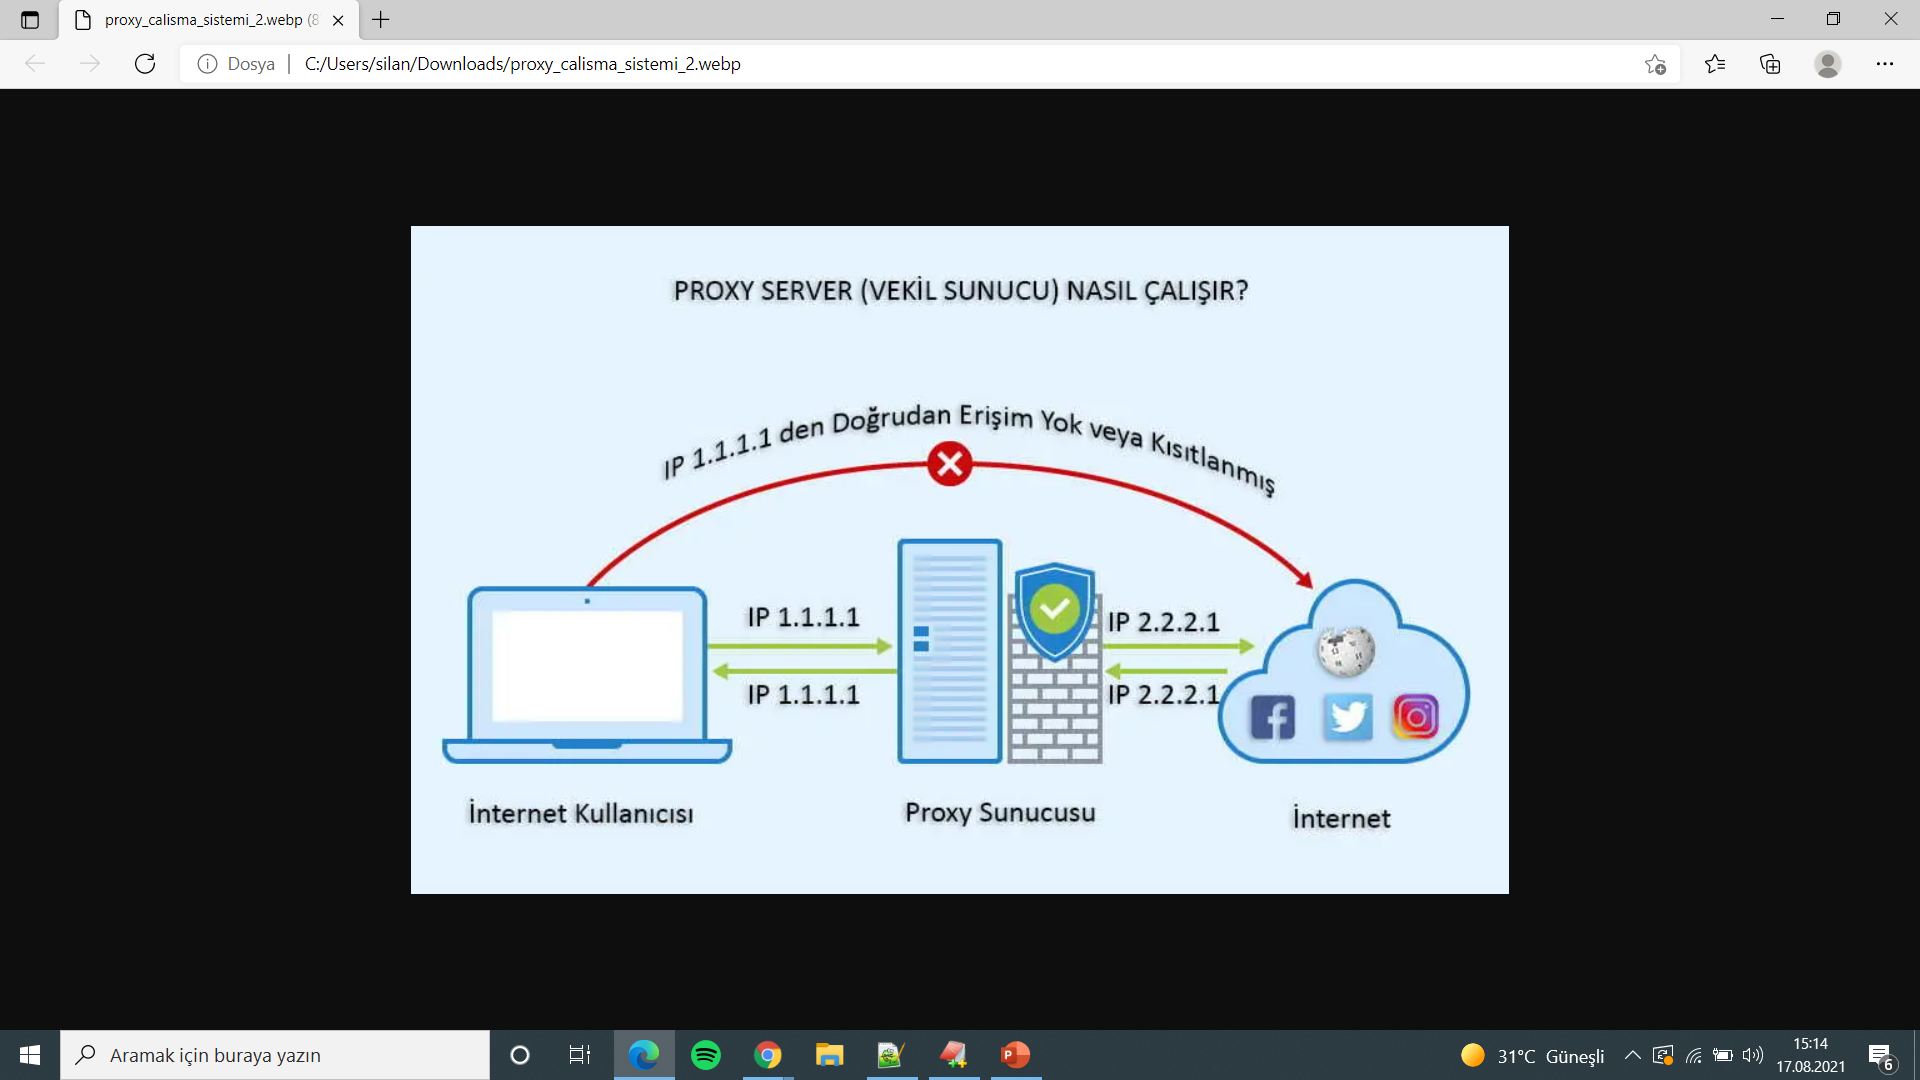 proxy_calisma_sistemi_2.webp (8
Dosya
C:/Users/silan/Downloads/proxy_calisma_sistemi_2.webp
PROXY SERVER (VEKİL SUNUCU) NASIL ÇALIŞIR?
IP 1.1.1.1 den Doğrudan Erişim Yok veya Kısıtlanmış
IP 1.1.1.1
IP 2.2.2.1
IP 1.1.1.1
IP 2.2.2.1
İnternet Kullanıcısı
Proxy Sunucusu
İnternet
Aramak için buraya yazın
31°C Güneşli
15:14
17.08.2021
6